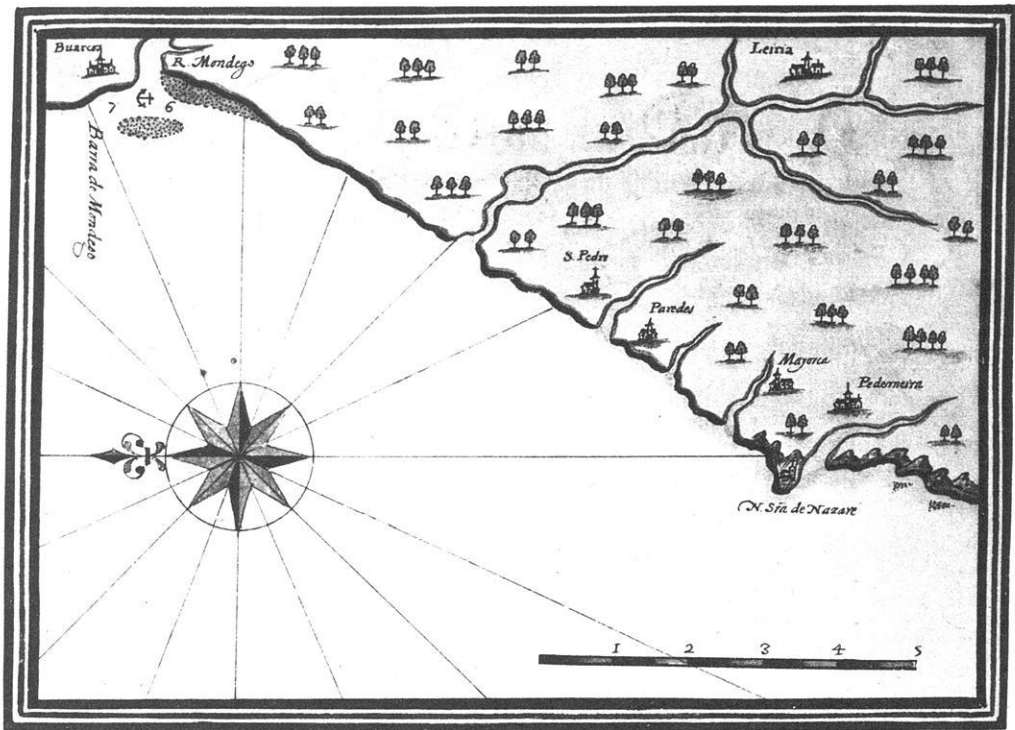 Buarcos
R. Mondego
7 6
Barra de Mondego
Leiria
S. Pedro
Paredes
Mayorca
Pederneira
N. Sra de Nazare
1 2 3 4 5